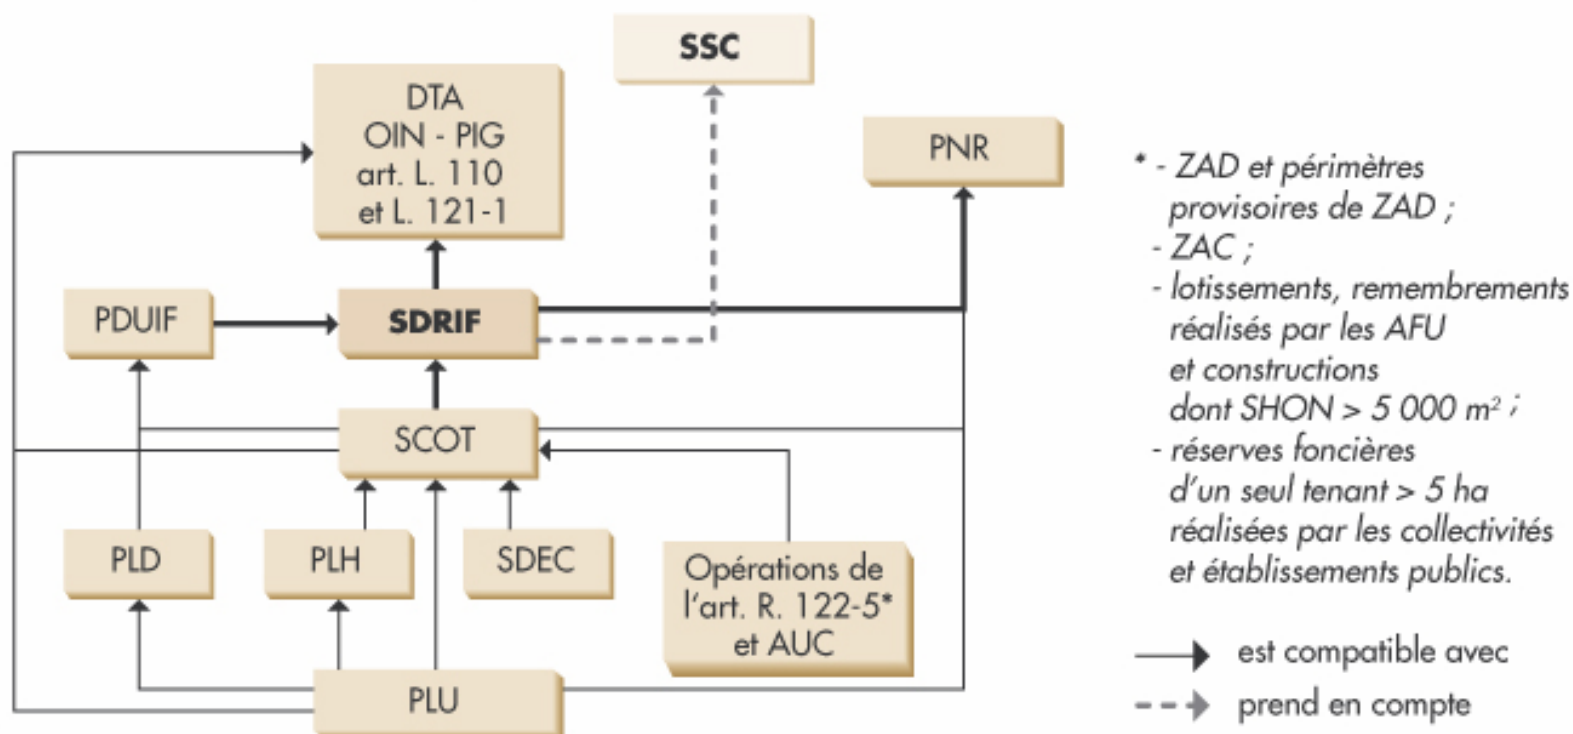 SSC
DTA
OIN - PIG
art. L. 110
et L. 121-1
PNR
PDUIF
SDRIF
SCOT
PLD
PLH
SDEC
Opérations de
l'art. R. 122-5*
et AUC
PLU
* - ZAD et périmètres
provisoires de ZAD ;
- ZAC ;
- lotissements, remembrements
réalisés par les AFU
et constructions
dont SHON > 5 000 m² ;
- réserves foncières
d'un seul tenant > 5 ha
réalisées par les collectivités
et établissements publics.
est compatible avec
prend en compte